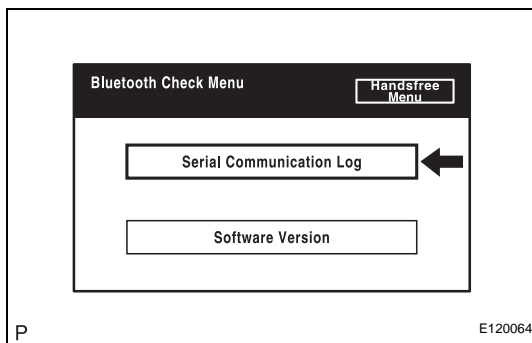 Bluetooth Check Menu
Handsfree
Menu
Serial Communication Log
Software Version
P
E120064